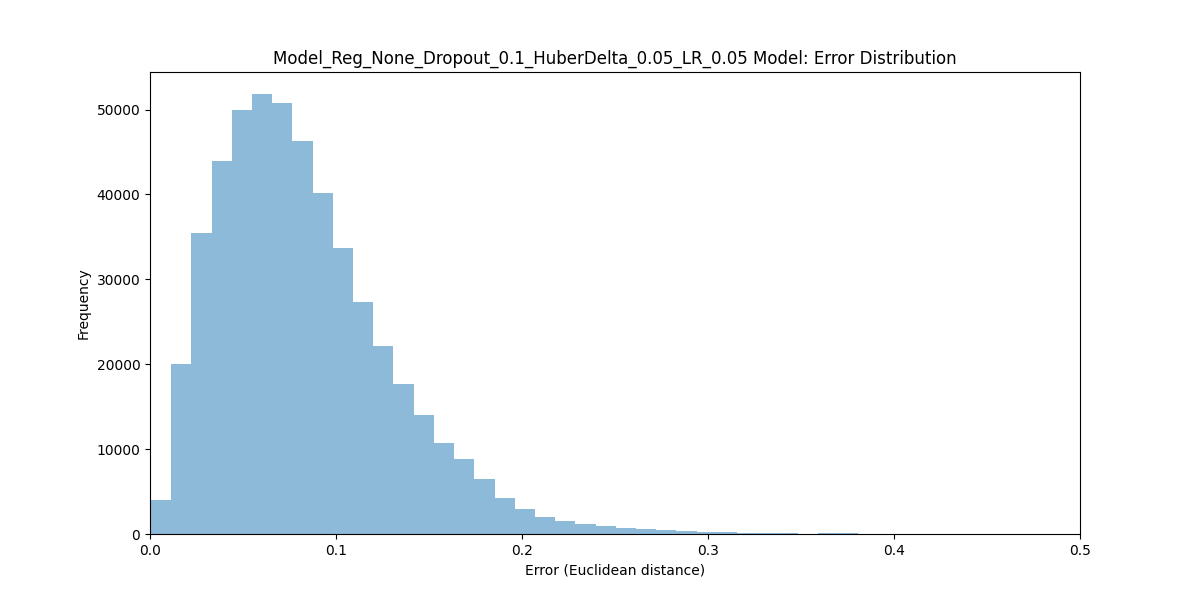 Model_Reg_None_Dropout_0.1_HuberDelta_0.05_LR_0.05 Model: Error Distribution
50000
40000
30000
20000
10000
0
Frequency
0.0 0.1 0.2 0.3 0.4 0.5
Error (Euclidean distance)